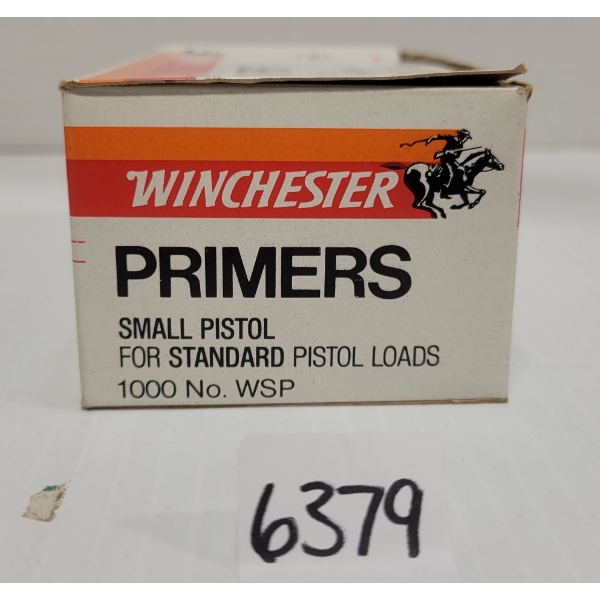 WINCHESTER
PRIMERS
SMALL PISTOL
FOR STANDARD PISTOL LOADS
1000 No. WSP
6379